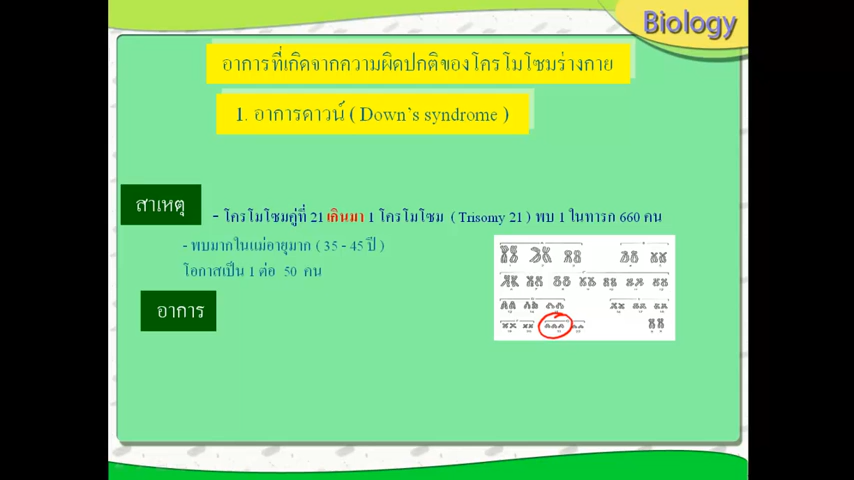 Biology
อาการที่เกิดจากความผิดปกติของโครโมโซมร่างกาย
1. อาการดาวน์ ( Down's syndrome )
สาเหตุ
- โครโมโซมคู่ที่ 21 เกินมา 1 โครโมโซม ( Trisomy 21 ) พบ 1 ในทารก 660 คน
- พบมากในแม่อายุมาก ( 35 - 45 ปี )
โอกาสเป็น 1 ต่อ 50 คน
อาการ